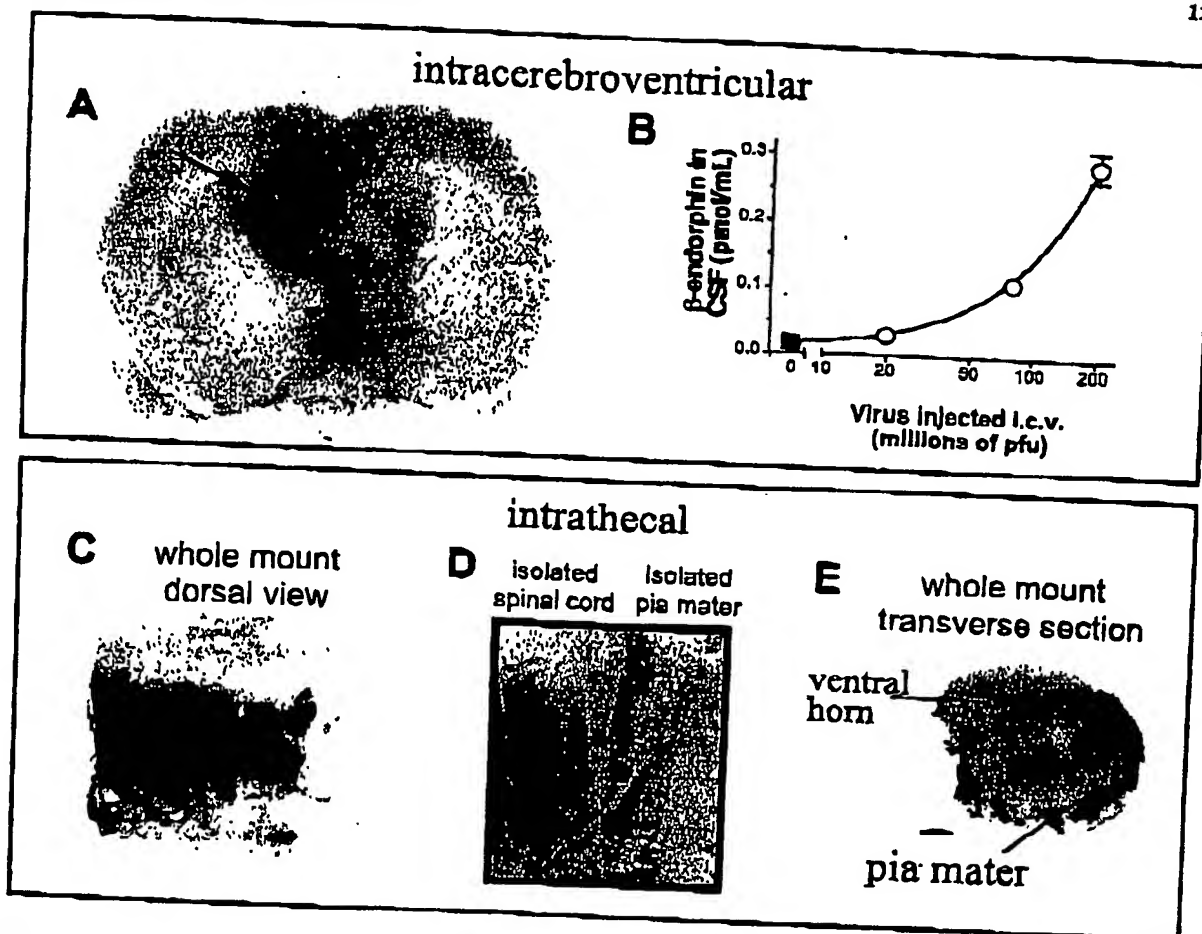 intracerebroventricular
A
B
β-endorphin in
CSF (pmol/mL)
0.3
0.2
0.1
0.0
0
10
20
50
100
200
Virus injected i.c.v.
(millions of pfu)
intrathecal
C
whole mount
dorsal view
D
isolated
spinal cord
isolated
pia mater
E
whole mount
transverse section
ventral
horn
pia mater